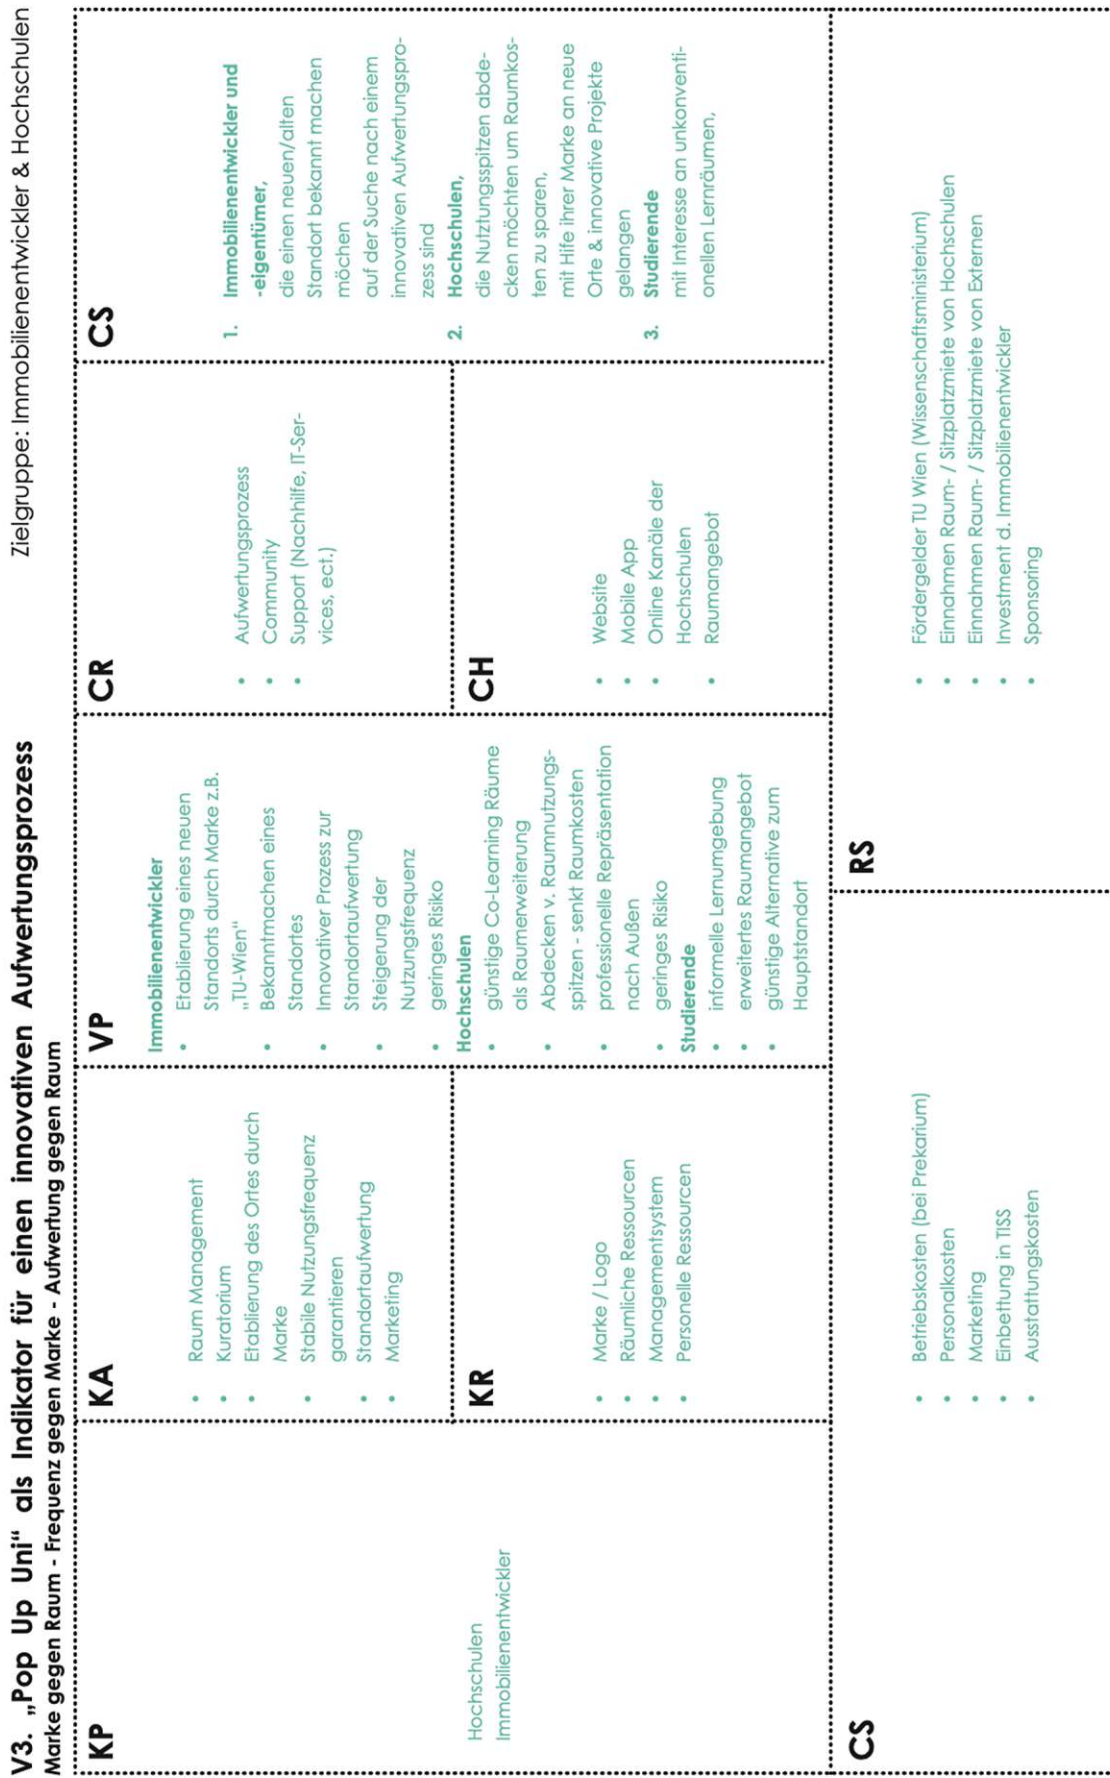 V3. „Pop Up Uni“ als Indikator für einen innovativen Aufwertungsprozess
Zielgruppe: Immobilienentwickler & Hochschulen
Marke gegen Raum - Frequenz gegen Marke - Aufwertung gegen Raum
KP
Hochschulen
Immobilienentwickler
KA
• Raum Management
• Kuratorium
• Etablierung des Ortes durch
Marke
• Stabile Nutzungsfrequenz
garantieren
• Standortaufwertung
• Marketing
KR
• Marke / Logo
• Räumliche Ressourcen
• Managementsystem
• Personelle Ressourcen
VP
Immobilienentwickler
• Etablierung eines neuen
Standorts durch Marke z.B.
„TU-Wien“
• Bekanntmachen eines
Standortes
• Innovativer Prozess zur
Standortaufwertung
• Steigerung der
Nutzungsfrequenz
• geringes Risiko
Hochschulen
• günstige Co-Learning Räume
als Raumerweiterung
• Abdecken v. Raumnutzungs-
spitzen - senkt Raumkosten
• professionelle Repräsentation
nach Außen
• geringes Risiko
Studierende
• informelle Lernumgebung
• erweitertes Raumangebot
• günstige Alternative zum
Hauptstandort
CR
• Aufwertungsprozess
• Community
• Support (Nachhilfe, IT-Ser-
vices, ect.)
CH
• Website
• Mobile App
• Online Kanäle der
Hochschulen
• Raumangebot
CS
1. Immobilienentwickler und
-eigentümer,
die einen neuen/alten
Standort bekannt machen
möchen
auf der Suche nach einem
innovativen Aufwertungspro-
zess sind
2. Hochschulen,
die Nutztungsspitzen abde-
cken möchten um Raumkos-
ten zu sparen,
mit Hife ihrer Marke an neue
Orte & innovative Projekte
gelangen
3. Studierende
mit Interesse an unkonventi-
onellen Lernräumen,
CS
• Betriebskosten (bei Prekarium)
• Personalkosten
• Marketing
• Einbettung in TISS
• Ausstattungskosten
RS
• Fördergelder TU Wien (Wissenschaftsministerium)
• Einnahmen Raum- / Sitzplatzmiete von Hochschulen
• Einnahmen Raum- / Sitzplatzmiete von Externen
• Investment d. Immobilienentwickler
• Sponsoring